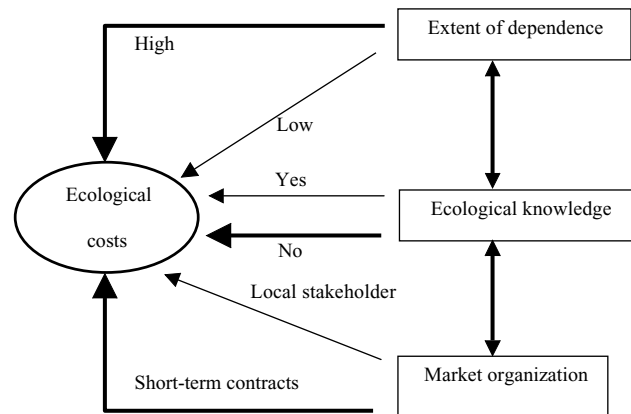 Extent of dependence
High
Low
Ecological
costs
Yes
Ecological knowledge
No
Local stakeholder
Market organization
Short-term contracts